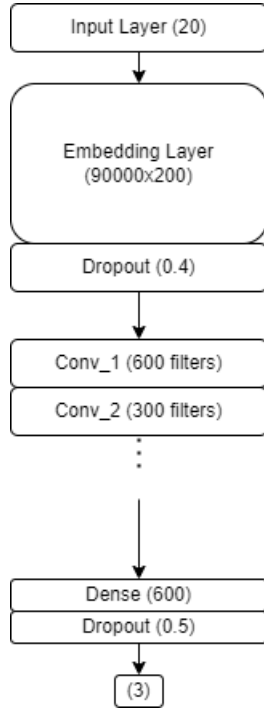 Input Layer (20)
Embedding Layer
(90000x200)
Dropout (0.4)
Conv_1 (600 filters)
Conv_2 (300 filters)
Dense (600)
Dropout (0.5)
(3)